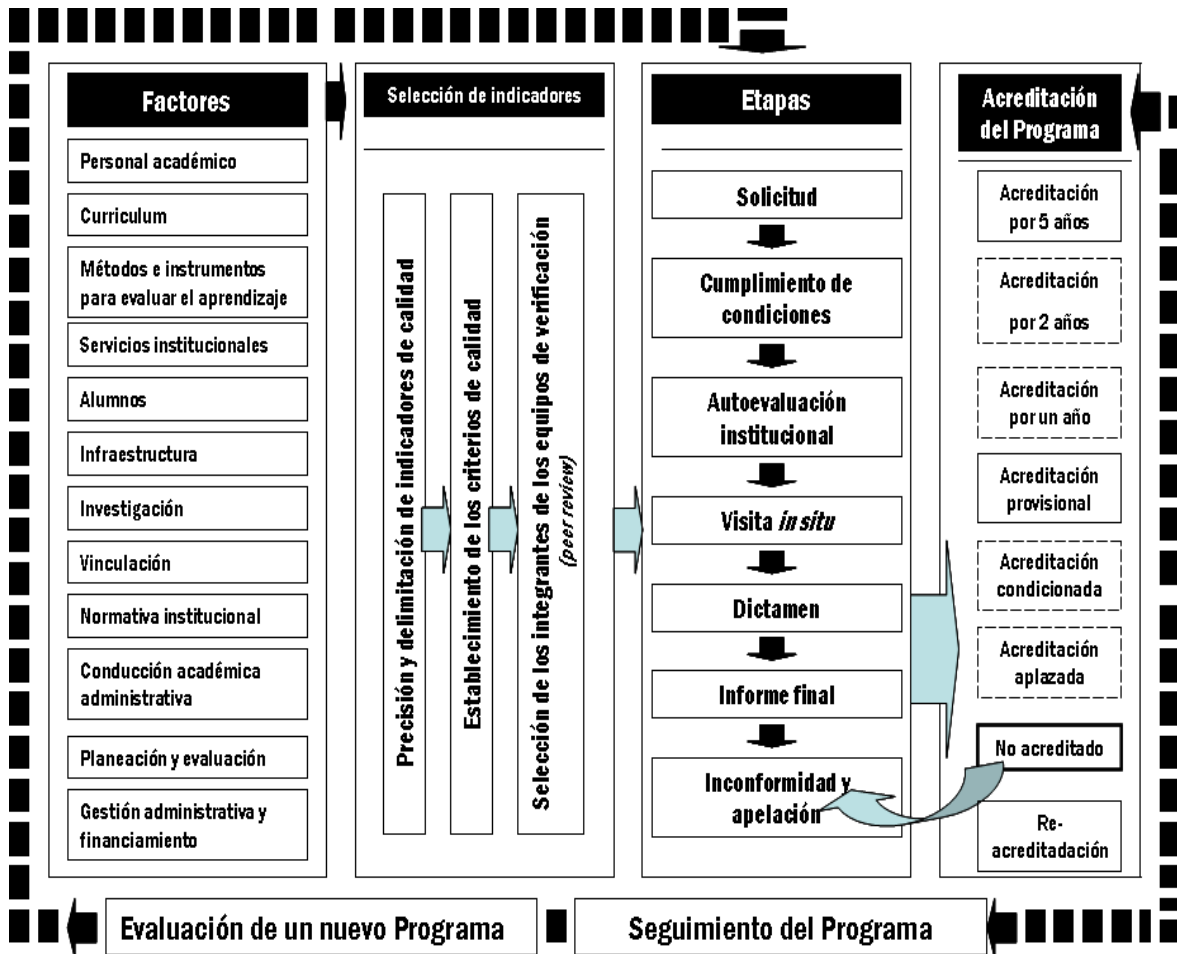 Factores
Personal académico
Curriculum
Métodos e instrumentos
para evaluar el aprendizaje
Servicios institucionales
Alumnos
Infraestructura
Investigación
Vinculación
Normativa institucional
Conducción académica
administrativa
Planeación y evaluación
Gestión administrativa y
financiamiento
Selección de indicadores
Precisión y delimitación de indicadores de calidad
Establecimiento de los criterios de calidad
Selección de los integrantes de los equipos de verificación
(peer review)
Etapas
Solicitud
Cumplimiento de
condiciones
Autoevaluación
institucional
Visita in situ
Dictamen
Informe final
Inconformidad y
apelación
Acreditación
del Programa
Acreditación
por 5 años
Acreditación
por 2 años
Acreditación
por un año
Acreditación
provisional
Acreditación
condicionada
Acreditación
aplazada
No acreditado
Re-
acreditadación
Evaluación de un nuevo Programa
Seguimiento del Programa